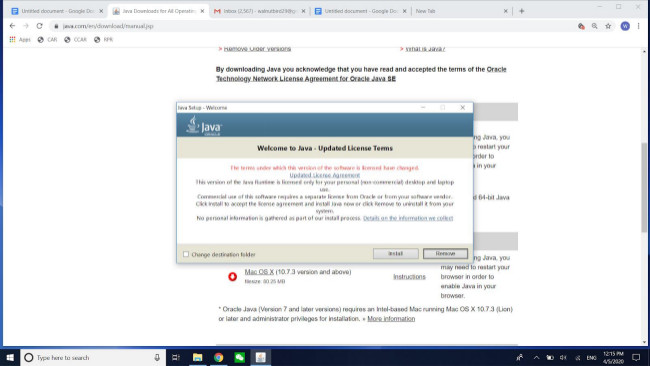 Untitled document - Google Do
Java Downloads for All Operating
Untitled document - Google Do
New Tab
java.com/en/download/manual.jsp
Apps
CAR
CCAR
RPR
> Remove Older Versions
> What is Java?
By downloading Java you acknowledge that you have read and accepted the terms of the Oracle
Technology Network License Agreement for Oracle Java SE
Java Setup - Welcome
Java
ORACLE
Welcome to Java - Updated License Terms
The terms under which this version of the software is licensed have changed.
Updated License Agreement
This version of the Java Runtime is licensed only for your personal (non-commercial) desktop and laptop
use.
Commercial use of this software requires a separate license from Oracle or from your software vendor.
Click Install to accept the license agreement and install Java now or click Remove to uninstall it from your
system.
No personal information is gathered as part of our install process. Details on the information we collect
Change destination folder
Install
Remove
ng Java, you
restart your
order to
in your
64-bit Java
ng Java, you
Mac OS X (10.7.3 version and above)
filesize: 80.25 MB
Instructions
may need to restart your
browser in order to
enable Java in your
browser.
* Oracle Java (Version 7 and later versions) requires an Intel-based Mac running Mac OS X 10.7.3 (Lion)
or later and administrator privileges for installation. » More information
Type here to search
ENG
12:15 PM
4/5/2020